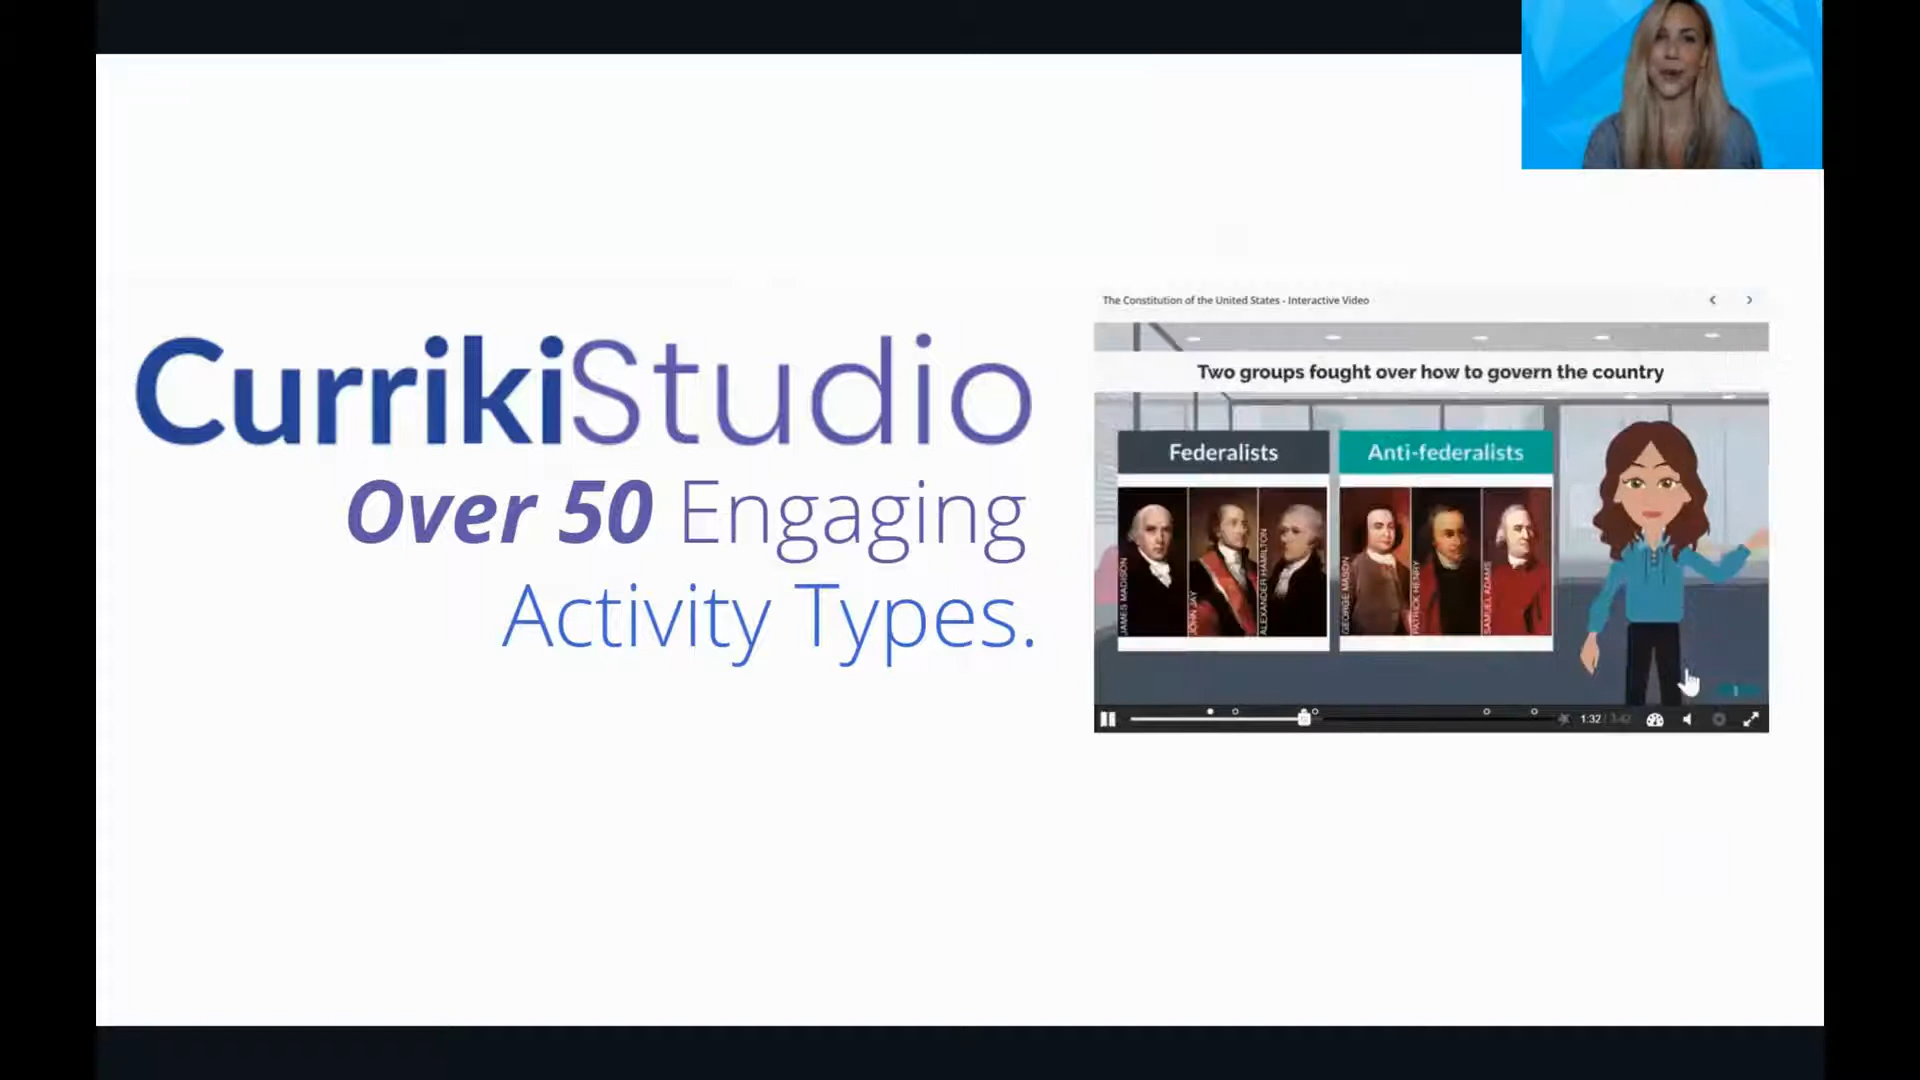 CurrikiStudio
Over 50 Engaging
Activity Types.
The Constitution of the United States - Interactive Video
Two groups fought over how to govern the country
Federalists
Anti-federalists
JAMES MADISON
JOHN JAY
ALEXANDER HAMILTON
GEORGE MASON
PATRICK HENRY
SAMUEL ADAMS
1:32 / 3:42